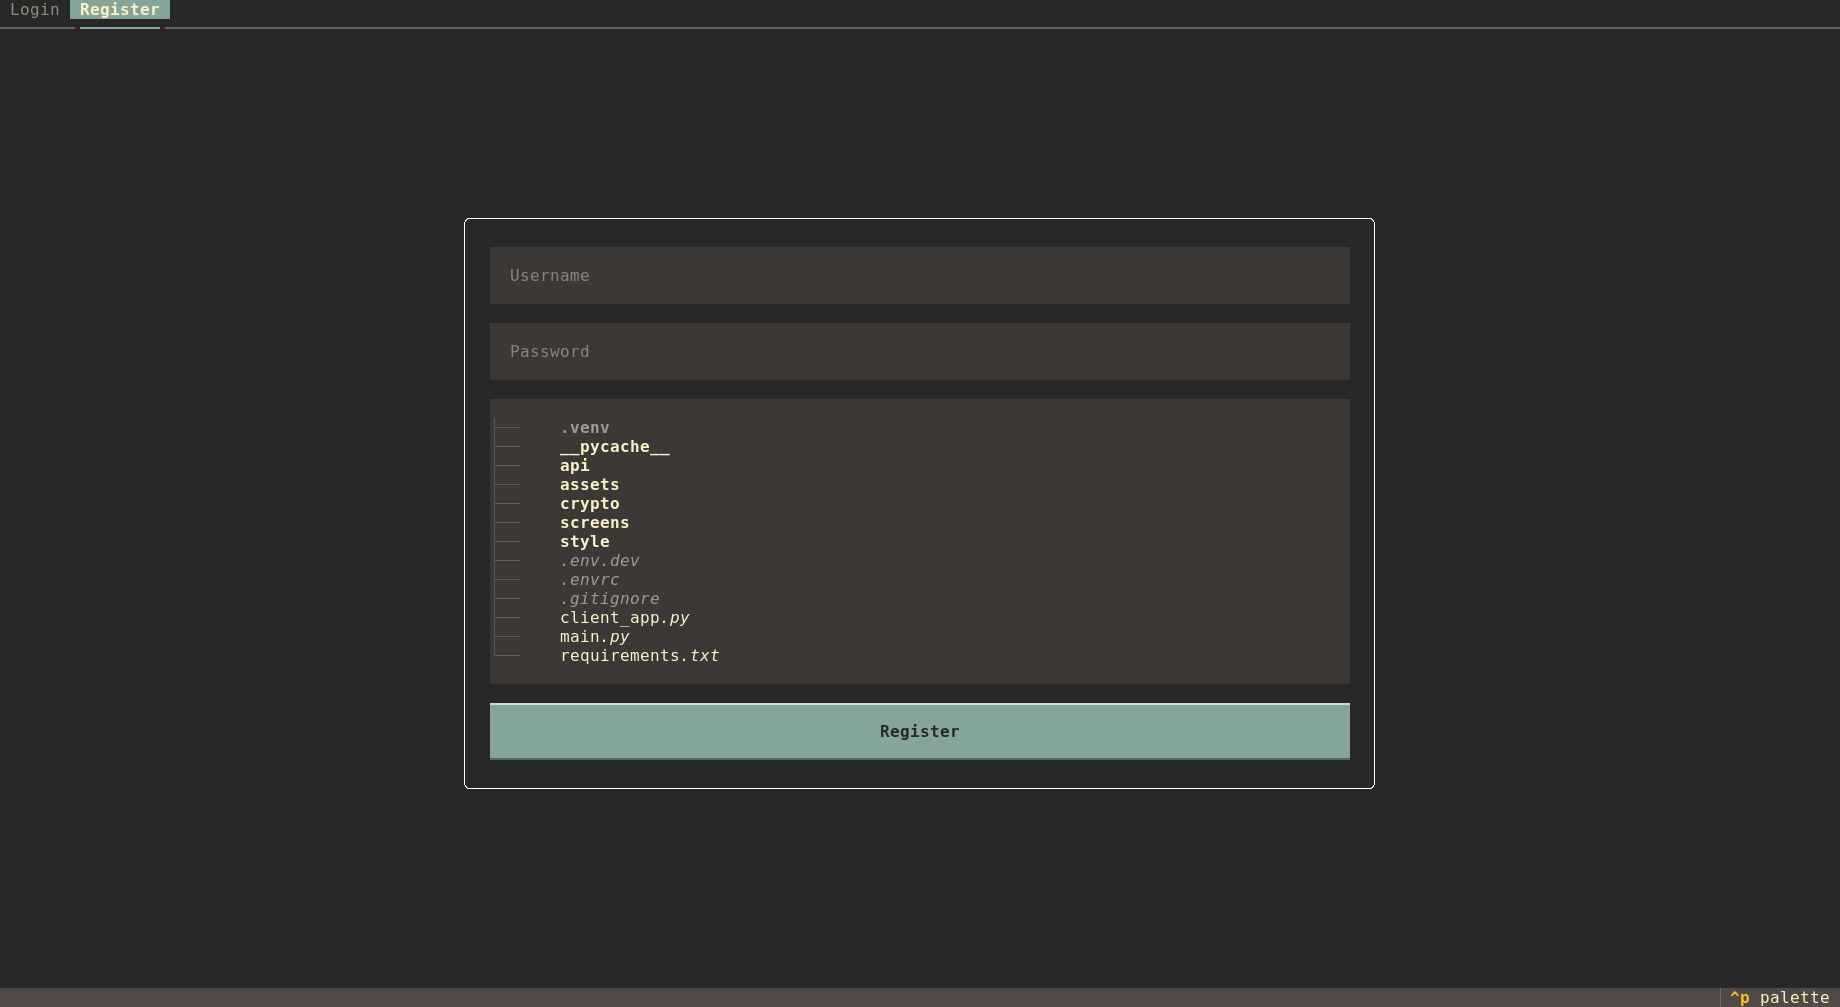 Login Register
Username
Password
.venv
__pycache__
api
assets
crypto
screens
style
.env.dev
.envrc
.gitignore
client_app.py
main.py
requirements.txt
Register
^p palette